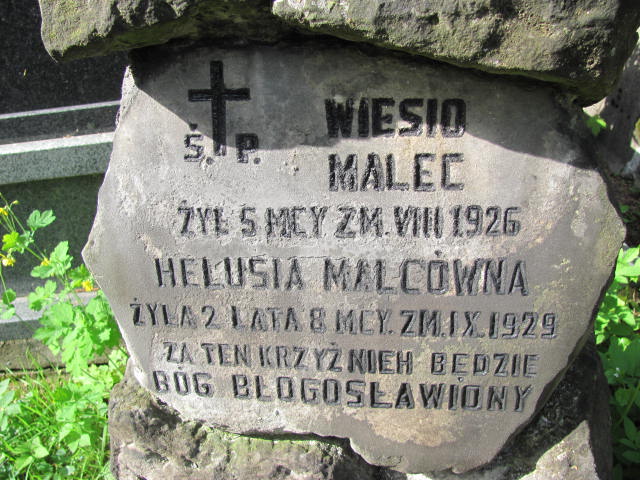 Ś. P. WIESIO
MALEC
ŻYŁ 5 MCY ZM. VIII 1926
HELUSIA MALCÓWNA
ŻYŁA 2 LATA 8 MCY. ZM. IX. 1929
ZA TEN KRZYŻ NIEH BĘDZIE
BÓG BŁOGOSŁAWIONY